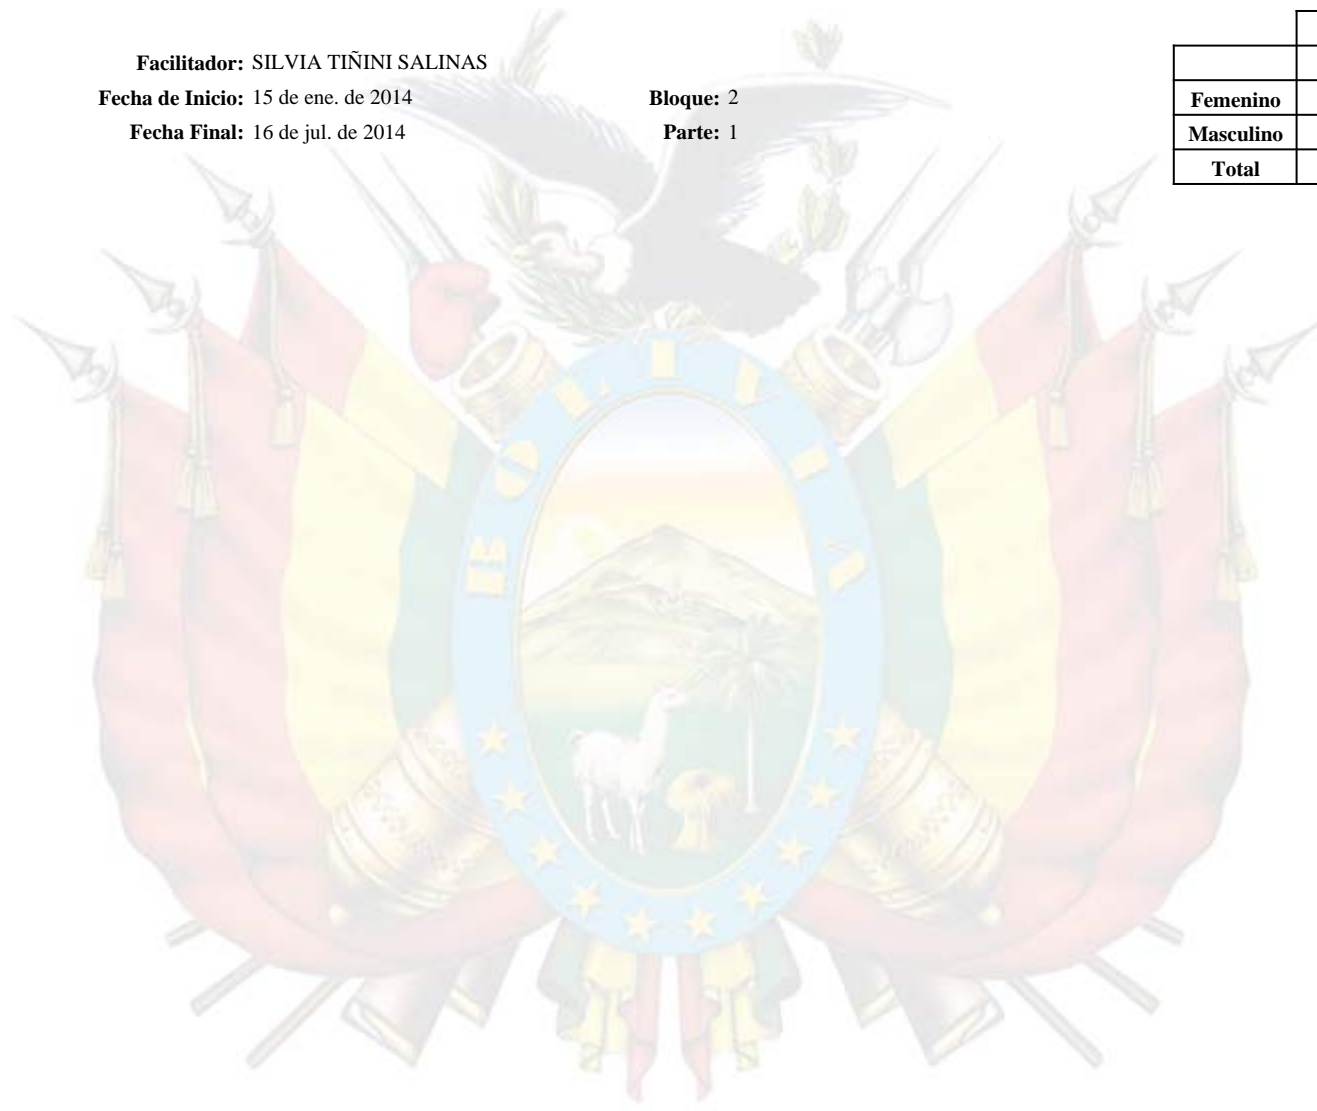 Facilitador: SILVIA TIÑINI SALINAS
Fecha de Inicio: 15 de ene. de 2014 Bloque: 2
Fecha Final: 16 de jul. de 2014 Parte: 1
Femenino
Masculino
Total
BOLIVIA